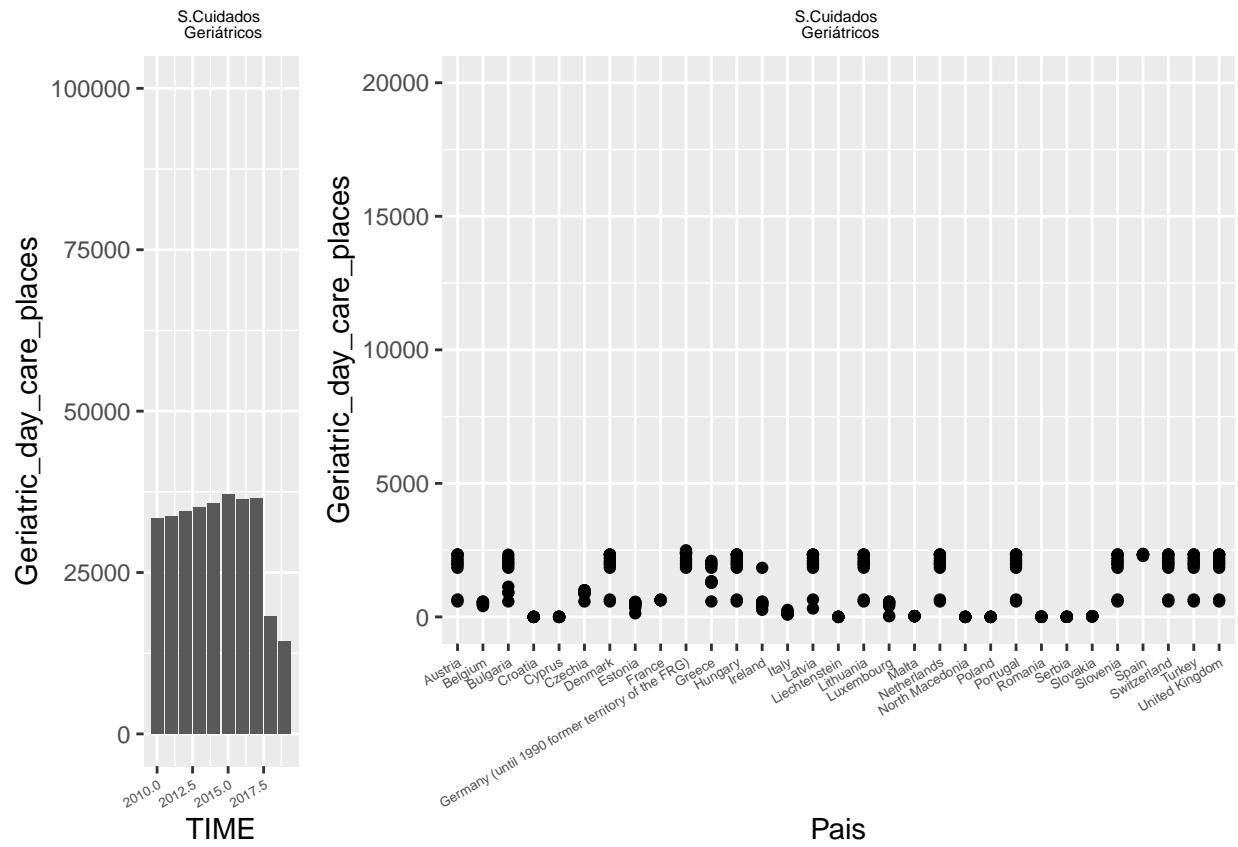 S.Cuidados
Geriátricos
Geriatric_day_care_places
100000
75000
50000
25000
0
2010.0
2012.5
2015.0
2017.5
TIME
S.Cuidados
Geriátricos
Geriatric_day_care_places
20000
15000
10000
5000
0
Austria
Belgium
Bulgaria
Croatia
Cyprus
Czechia
Denmark
Estonia
France
Germany (until 1990 former territory of the FRG)
Greece
Hungary
Ireland
Italy
Latvia
Liechtenstein
Lithuania
Luxembourg
Malta
Netherlands
North Macedonia
Poland
Portugal
Romania
Serbia
Slovakia
Slovenia
Spain
Switzerland
Turkey
United Kingdom
Pais